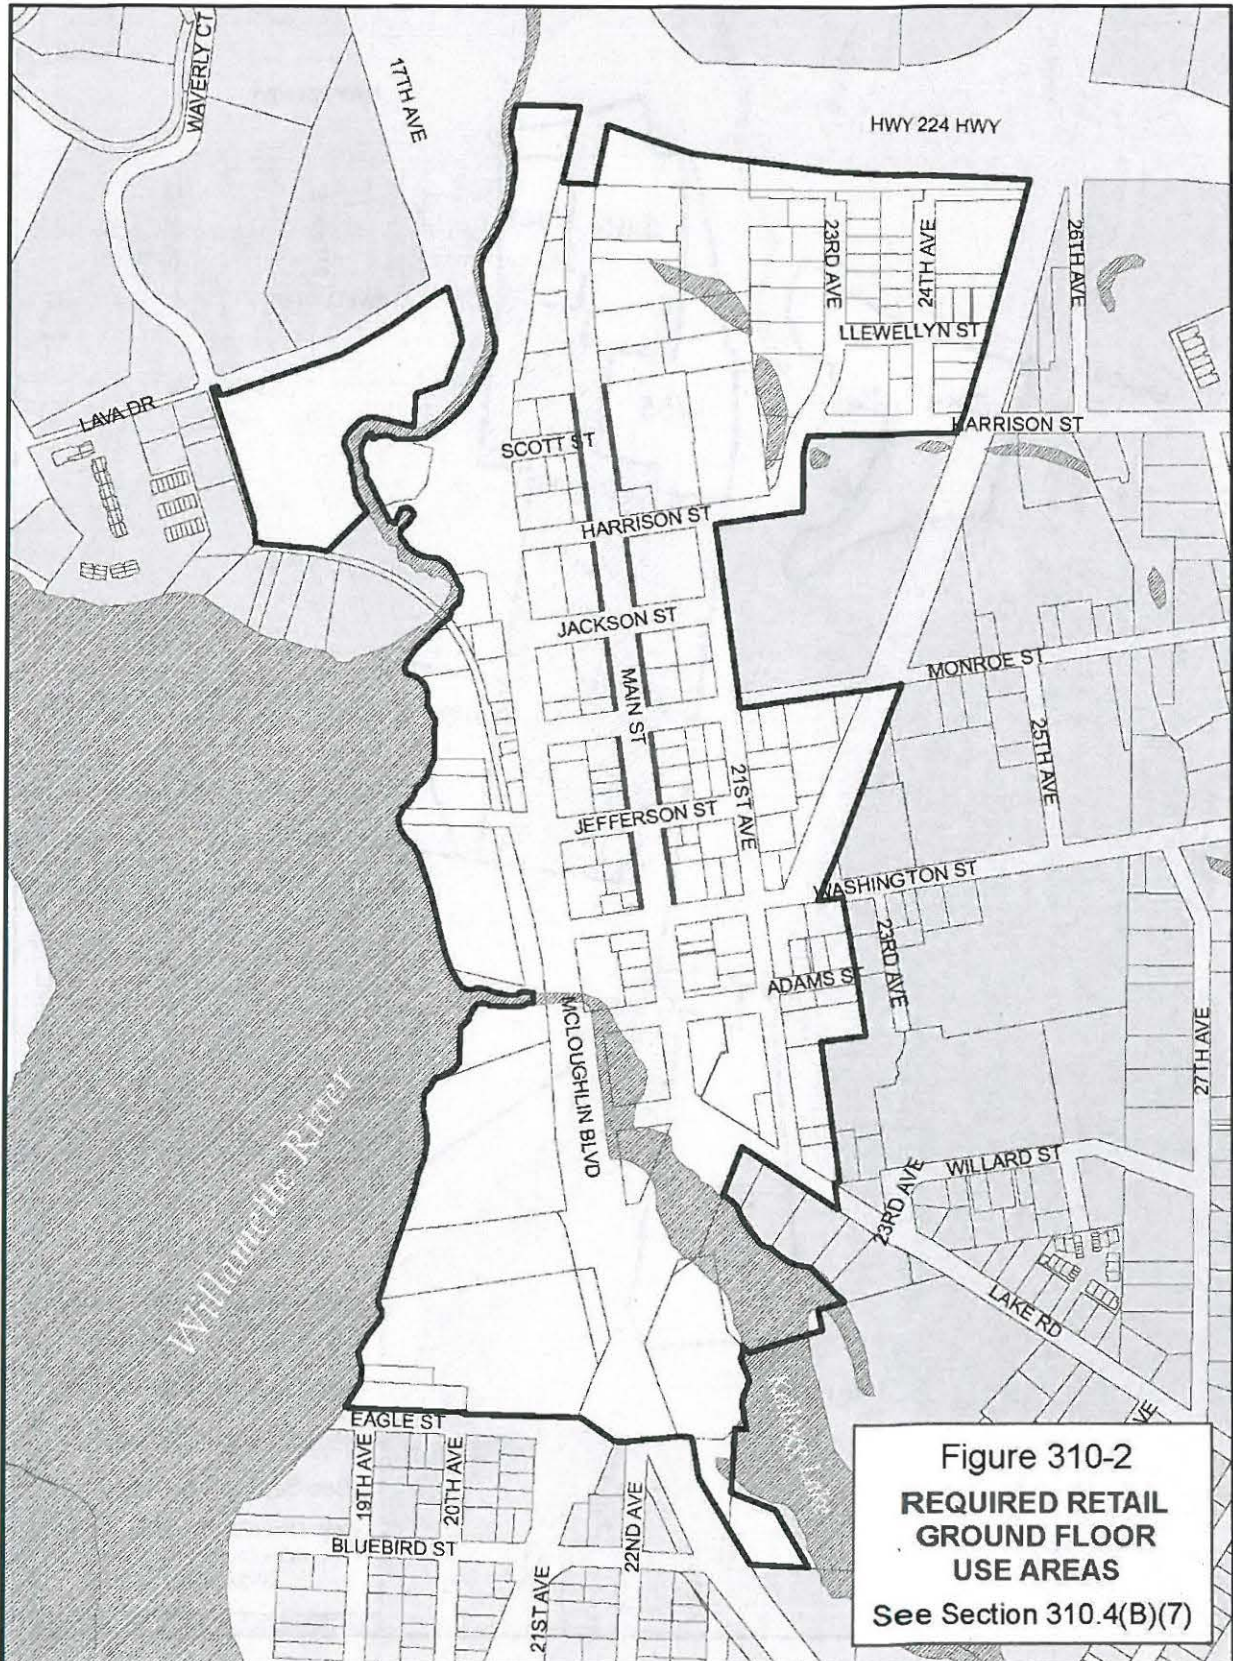 WAVERLY CT
17TH AVE
HWY 224 HWY
23RD AVE
24TH AVE
26TH AVE
LLEWELLYN ST
LAVA DR
HARRISON ST
SCOTT ST
HARRISON ST
JACKSON ST
MONROE ST
MAIN ST
25TH AVE
21ST AVE
JEFFERSON ST
WASHINGTON ST
23RD AVE
ADAMS ST
MCLOUGHLIN BLVD
27TH AVE
Willamette River
WILLARD ST
23RD AVE
LAKE RD
Kellogg Lake
VE
EAGLE ST
19TH AVE
20TH AVE
22ND AVE
BLUEBIRD ST
21ST AVE
Figure 310-2
REQUIRED RETAIL
GROUND FLOOR
USE AREAS
See Section 310.4(B)(7)